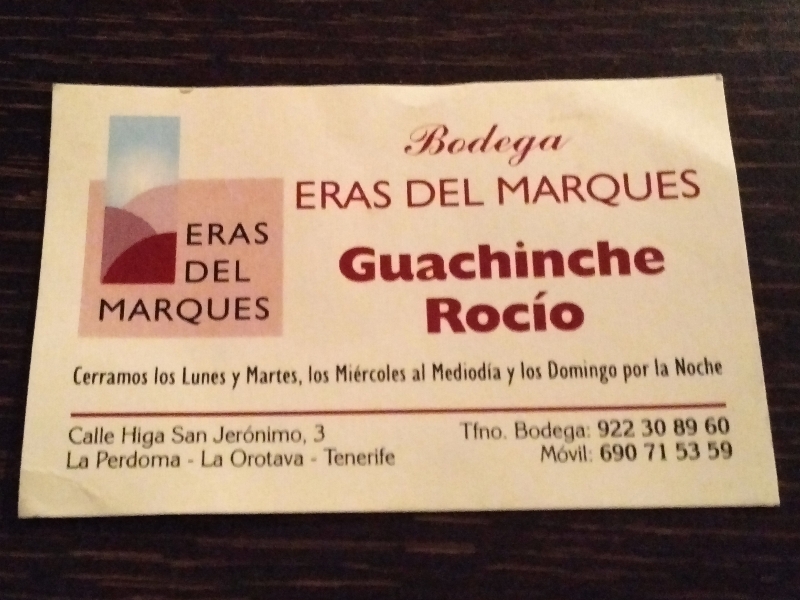 Bodega
ERAS DEL MARQUES
ERAS
DEL
MARQUES
Guachinche
Rocío
Cerramos los Lunes y Martes, los Miércoles al Mediodía y los Domingo por la Noche
Calle Higa San Jerónimo, 3
La Perdoma - La Orotava - Tenerife
Tfno. Bodega: 922 30 89 60
Móvil: 690 71 53 59